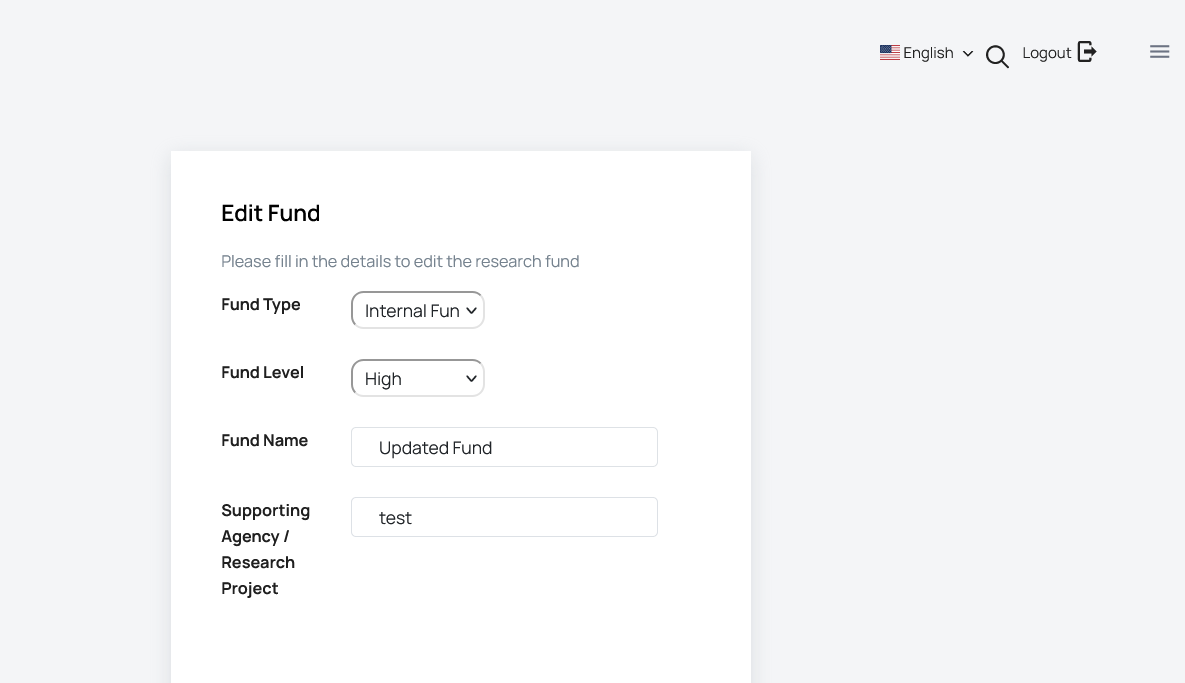 English
Logout
Edit Fund
Please fill in the details to edit the research fund
Fund Type
Internal Fun
Fund Level
High
Fund Name
Updated Fund
Supporting
Agency /
Research
Project
test